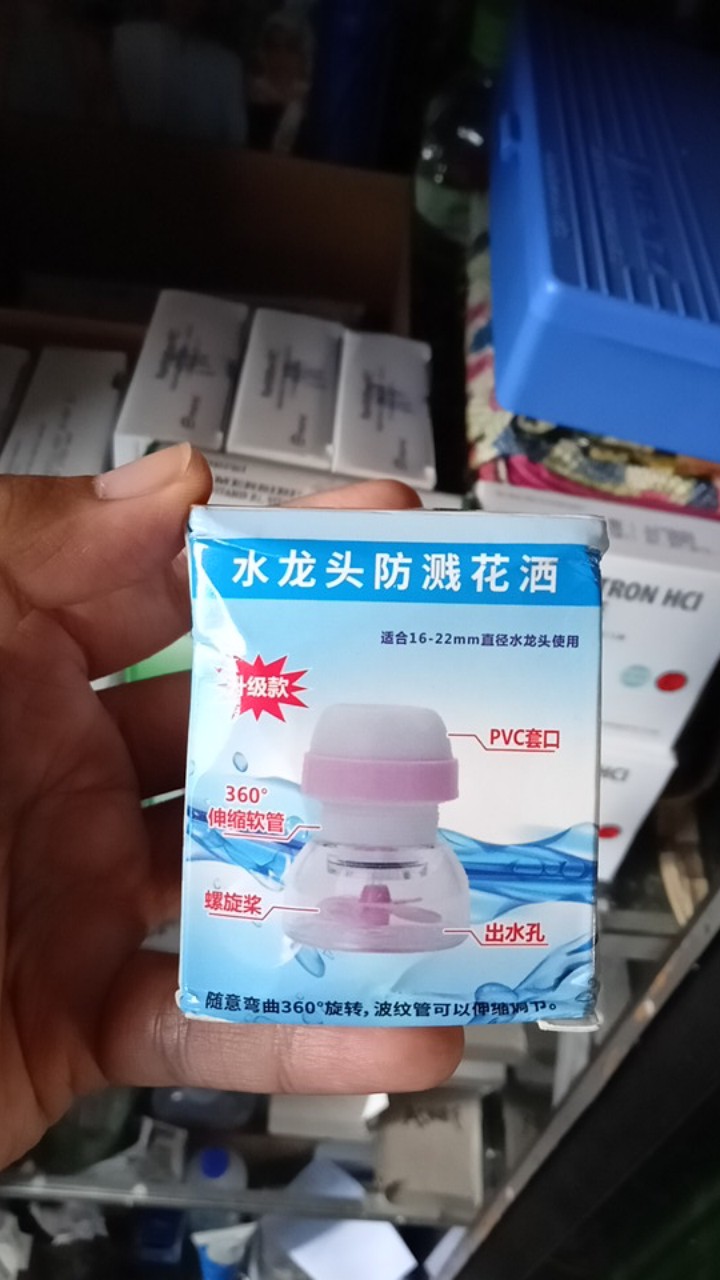 水龙头防溅花洒
适合16-22mm直径水龙头使用
升级款
PVC套口
360°
伸缩软管
螺旋桨
出水孔
随意弯曲360°旋转，波纹管可以伸缩调节。
TRON HCl
HCl